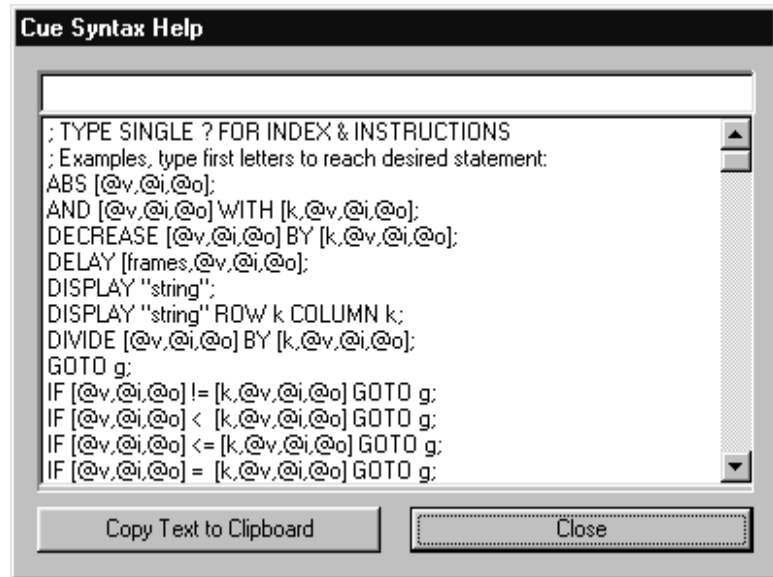 Cue Syntax Help
; TYPE SINGLE ? FOR INDEX & INSTRUCTIONS
; Examples, type first letters to reach desired statement:
ABS [@v,@i,@o];
AND [@v,@i,@o] WITH [k,@v,@i,@o];
DECREASE [@v,@i,@o] BY [k,@v,@i,@o];
DELAY [frames,@v,@i,@o];
DISPLAY "string";
DISPLAY "string" ROW k COLUMN k;
DIVIDE [@v,@i,@o] BY [k,@v,@i,@o];
GOTO g;
IF [@v,@i,@o] != [k,@v,@i,@o] GOTO g;
IF [@v,@i,@o] <  [k,@v,@i,@o] GOTO g;
IF [@v,@i,@o] <= [k,@v,@i,@o] GOTO g;
IF [@v,@i,@o] =  [k,@v,@i,@o] GOTO g;
Copy Text to Clipboard Close